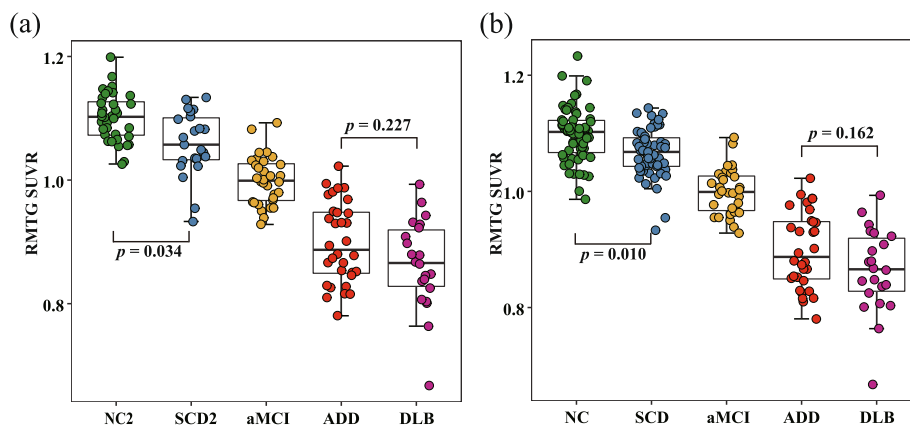 (a)
RMTG SUVR
1.2
1.0
0.8
p = 0.034
p = 0.227
NC2 SCD2 aMCI ADD DLB
(b)
RMTG SUVR
1.2
1.0
0.8
p = 0.010
p = 0.162
NC SCD aMCI ADD DLB